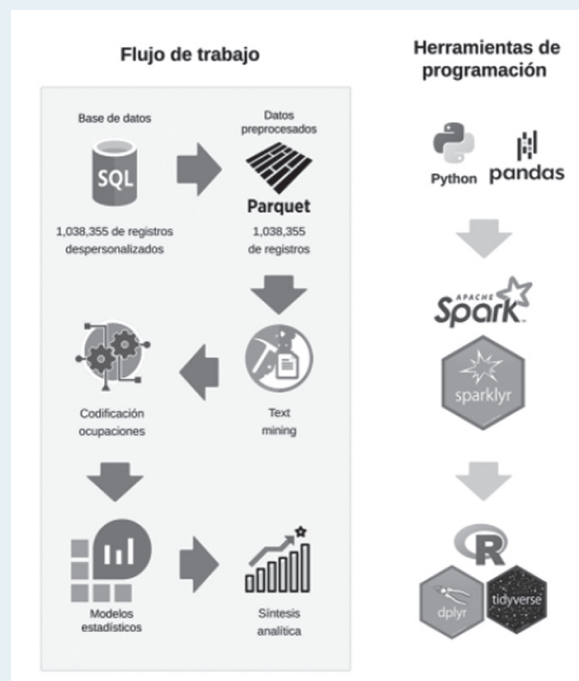 Flujo de trabajo
Herramientas de
programación
Base de datos
SQL
1,038,355 de registros
despersonalizados
Datos
preprocesados
Parquet
1,038,355
de registros
Codificación
ocupaciones
Text
mining
Modelos
estadísticos
Síntesis
analítica
Python
pandas
APACHE
Spark
sparklyr
R
dplyr
tidyverse